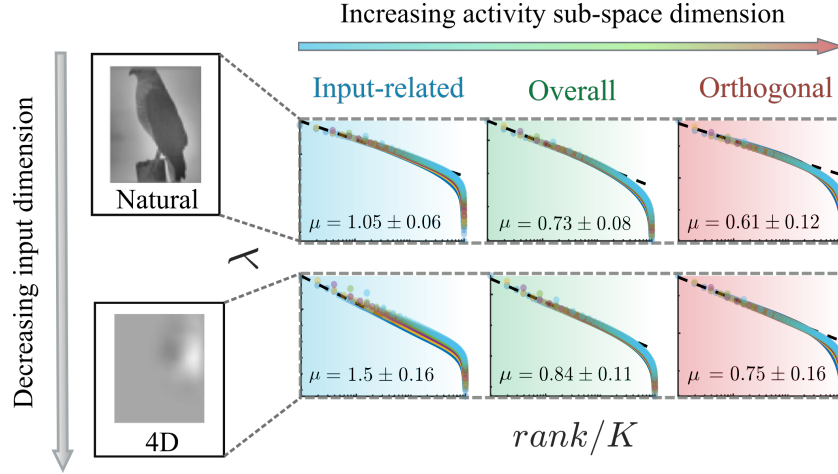 Increasing activity sub-space dimension
Decreasing input dimension
Input-related
Overall
Orthogonal
Natural
μ = 1.05 ± 0.06
μ = 0.73 ± 0.08
μ = 0.61 ± 0.12
λ
4D
μ = 1.5 ± 0.16
μ = 0.84 ± 0.11
μ = 0.75 ± 0.16
rank/K